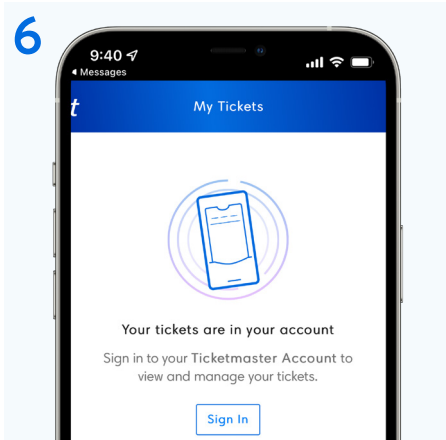 6
9:40
Messages
t
My Tickets
Your tickets are in your account
Sign in to your Ticketmaster Account to
view and manage your tickets.
Sign In